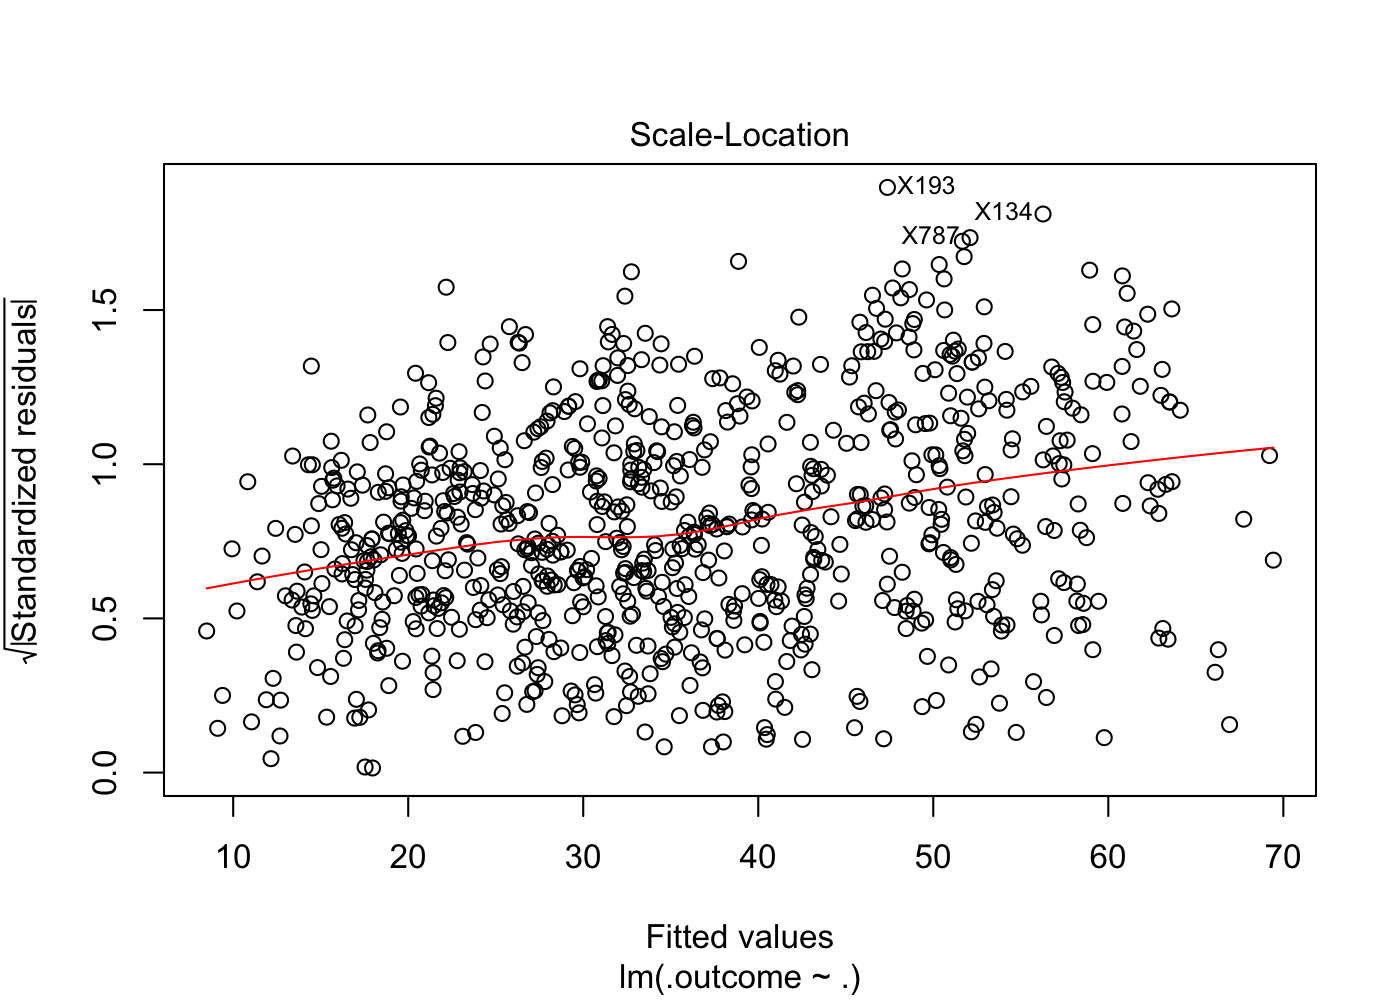 Scale-Location
√|Standardized residuals|
1.5
1.0
0.5
0.0
X193
X134
X787
10 20 30 40 50 60 70
Fitted values
lm(.outcome ~ .)